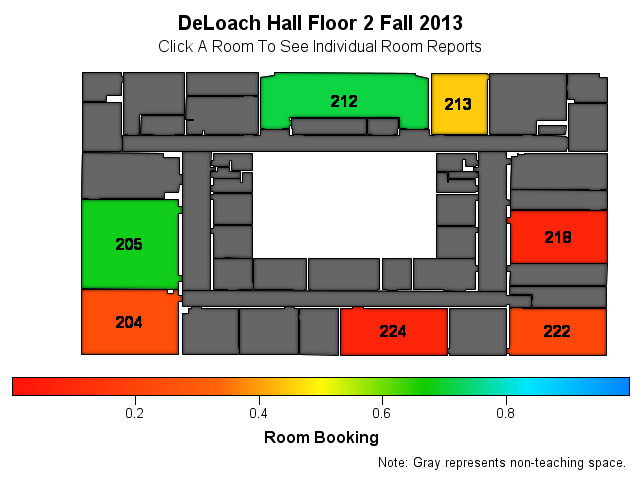 DeLoach Hall Floor 2 Fall 2013
Click A Room To See Individual Room Reports
212
213
205
218
204
224
222
0.2 0.4 0.6 0.8
Room Booking
Note: Gray represents non-teaching space.